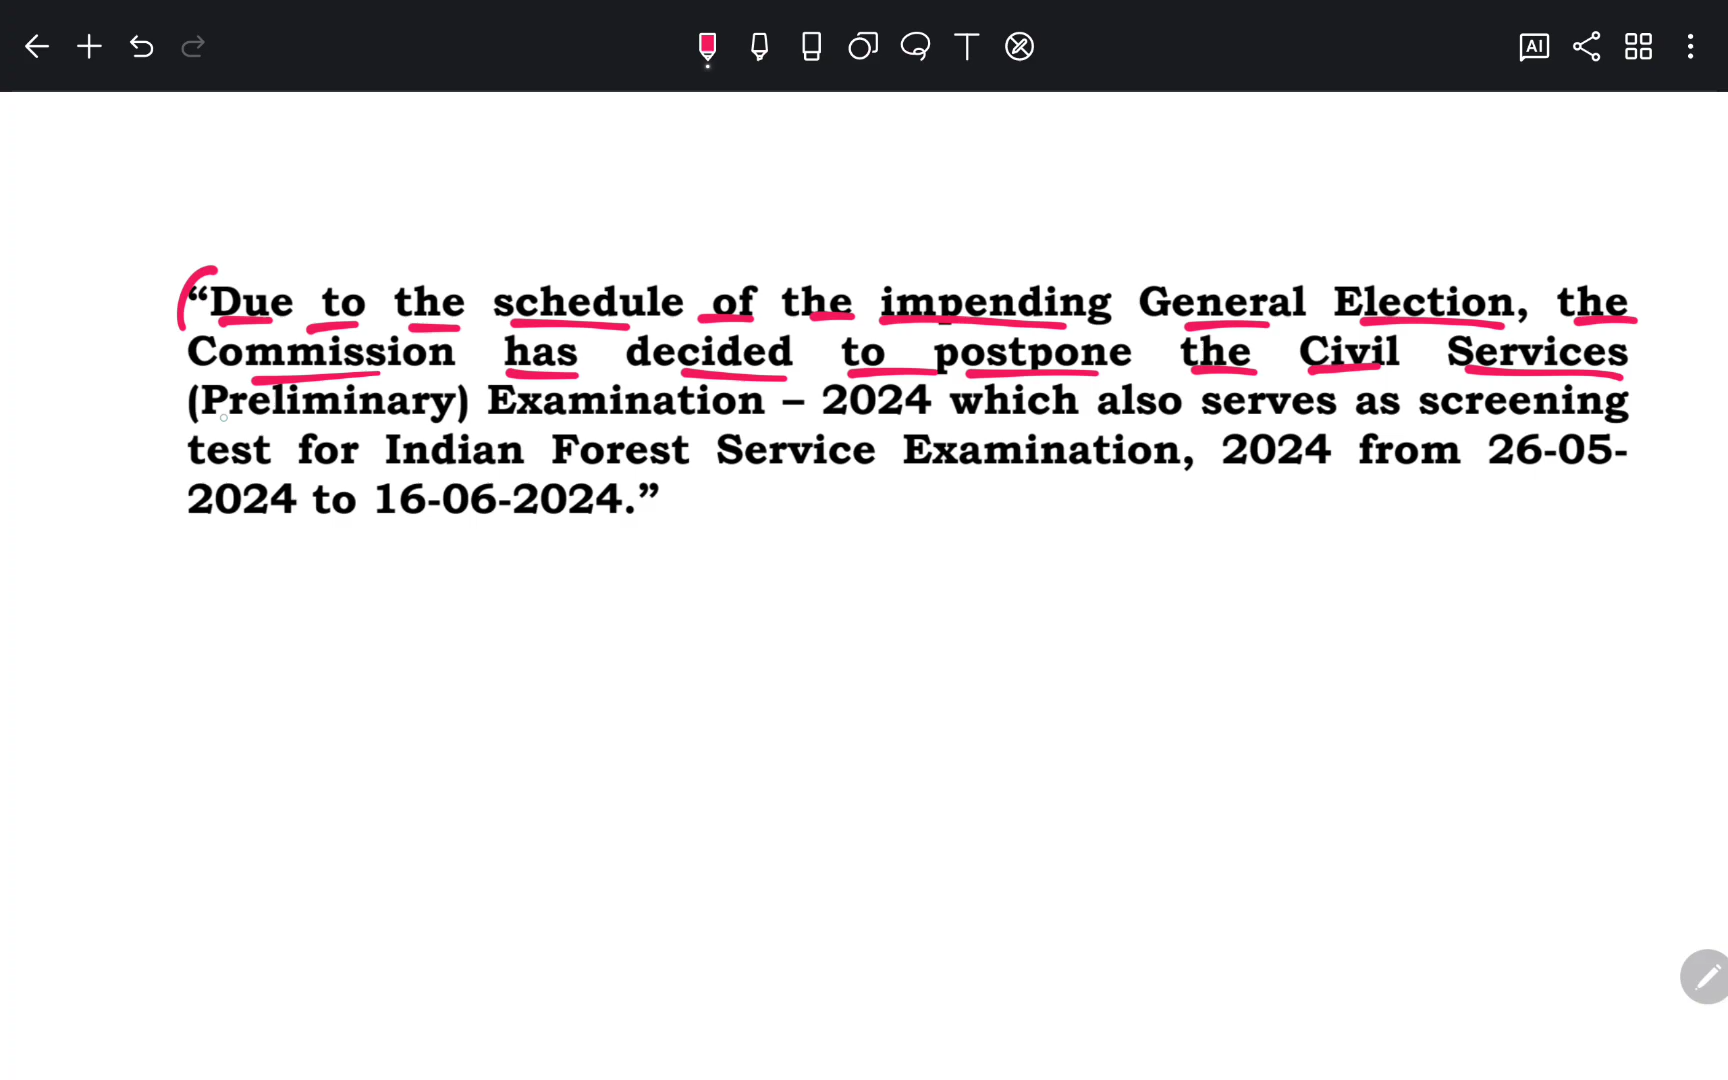 AI
T
“Due to the schedule of the impending General Election, the
Commission has decided to postpone the Civil Services
(Preliminary) Examination – 2024 which also serves as screening
test for Indian Forest Service Examination, 2024 from 26-05-
2024 to 16-06-2024.”